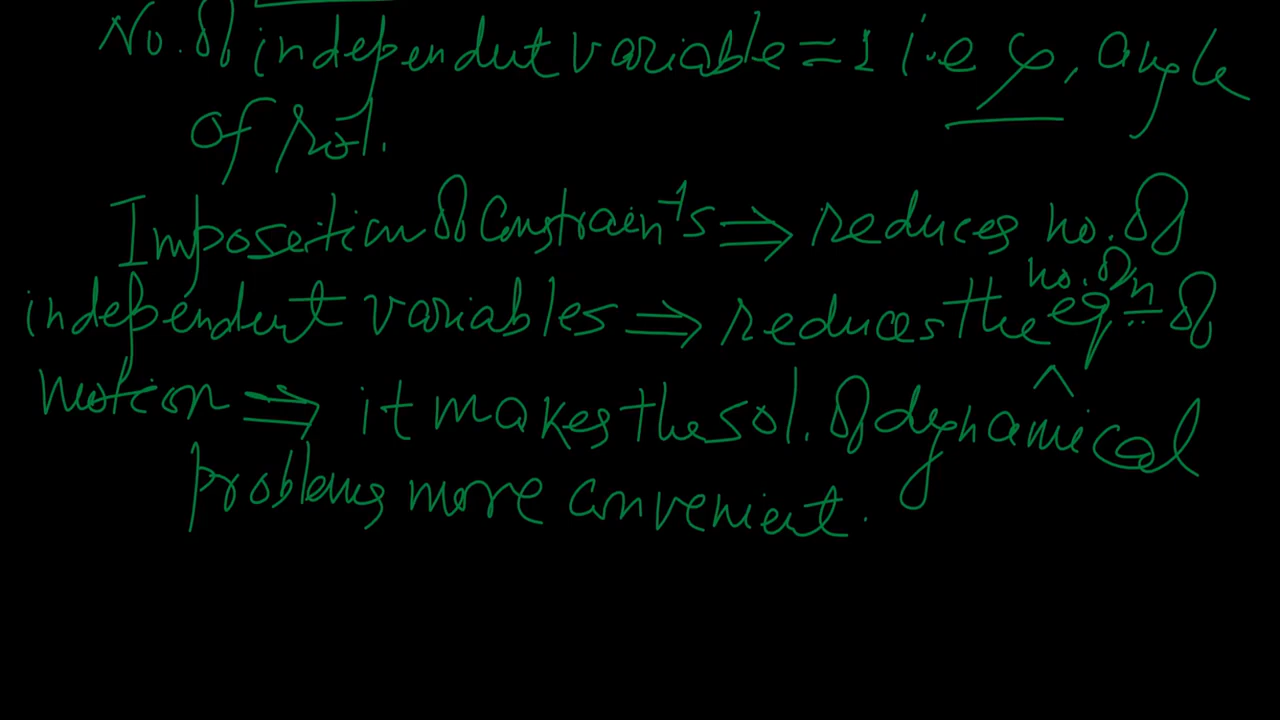 No. of independent variable = 1 i.e φ, angle
of rot.
Imposition of Constraints ⇒ reduces no. of
independent variables ⇒ reduces the no. of eqn of
motion ⇒ it makes the sol. of dynamical
problems more convenient.